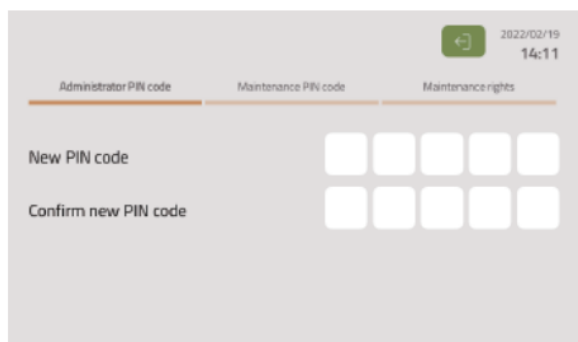 2022/02/19
14:11
Administrator PIN code
Maintenance PIN code
Maintenance rights
New PIN code
Confirm new PIN code